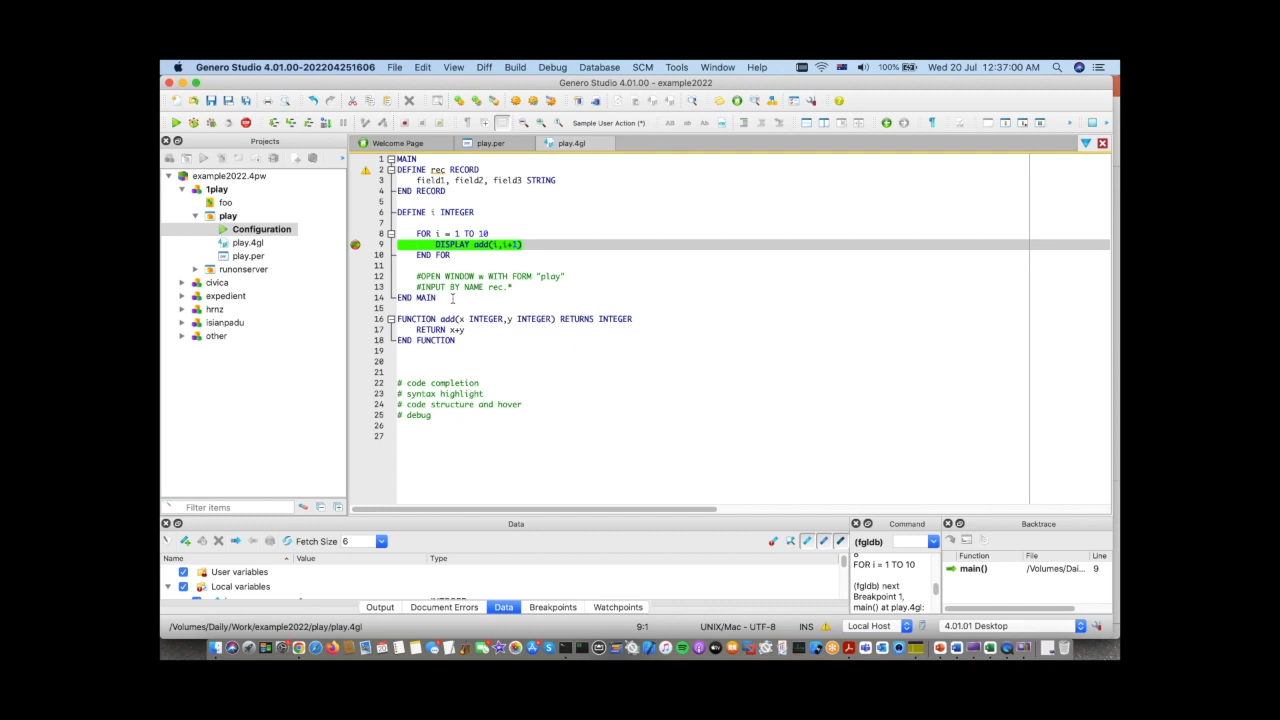 Genero Studio 4.01.00-202204251606 File Edit View Diff Build Debug Database SCM Tools Window Help 100% Wed 20 Jul 12:37:00 AM
Genero Studio 4.01.00 - example2022
Sample User Action (*)
Projects
Welcome Page play.per play.4gl
example2022.4pw
1play
foo
play
Configuration
play.4gl
play.per
runonserver
civica
expedient
hrnz
isianpadu
other
Filter items
1 MAIN
2 DEFINE rec RECORD
3 field1, field2, field3 STRING
4 END RECORD
5
6 DEFINE i INTEGER
7
8 FOR i = 1 TO 10
9 DISPLAY add(i,i+1)
10 END FOR
11
12 #OPEN WINDOW w WITH FORM "play"
13 #INPUT BY NAME rec.*
14 END MAIN
15
16 FUNCTION add(x INTEGER,y INTEGER) RETURNS INTEGER
17 RETURN x+y
18 END FUNCTION
19
20
21
22 # code completion
23 # syntax highlight
24 # code structure and hover
25 # debug
26
27
Data
Fetch Size 6
Name Value Type
User variables
Local variables
Output Document Errors Data Breakpoints Watchpoints
Command
(fgldb)
FOR i = 1 TO 10
(fgldb) next
Breakpoint 1,
main() at play.4gl:
Backtrace
Function File Line
main() /Volumes/Dai... 9
/Volumes/Daily/Work/example2022/play/play.4gl 9:1 UNIX/Mac - UTF-8 INS Local Host 4.01.01 Desktop